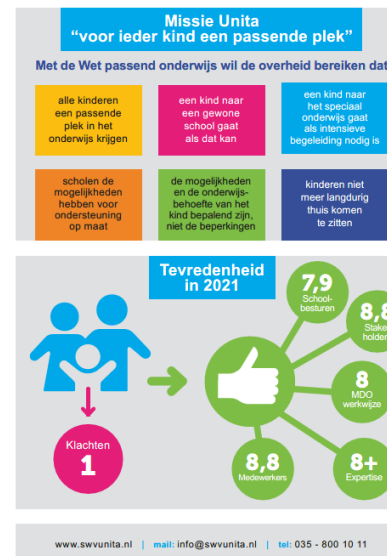 Missie Unita
“voor ieder kind een passende plek”
Met de Wet passend onderwijs wil de overheid bereiken dat
alle kinderen
een passende
plek in het
onderwijs krijgen
een kind naar
een gewone
school gaat
als dat kan
een kind naar
het speciaal
onderwijs gaat
als intensieve
begeleiding nodig is
scholen de
mogelijkheden
hebben voor
ondersteuning
op maat
de mogelijkheden
en de onderwijs-
behoefte van het
kind bepalend zijn,
niet de beperkingen
kinderen niet
meer langdurig
thuis komen
te zitten
Tevredenheid
in 2021
7,9
School-
besturen
8,8
Stake
holder
8
MDO
werkwijze
8+
Expertise
8,8
Medewerkers
Klachten
1
www.swvunita.nl | mail: info@swvunita.nl | tel: 035 - 800 10 11